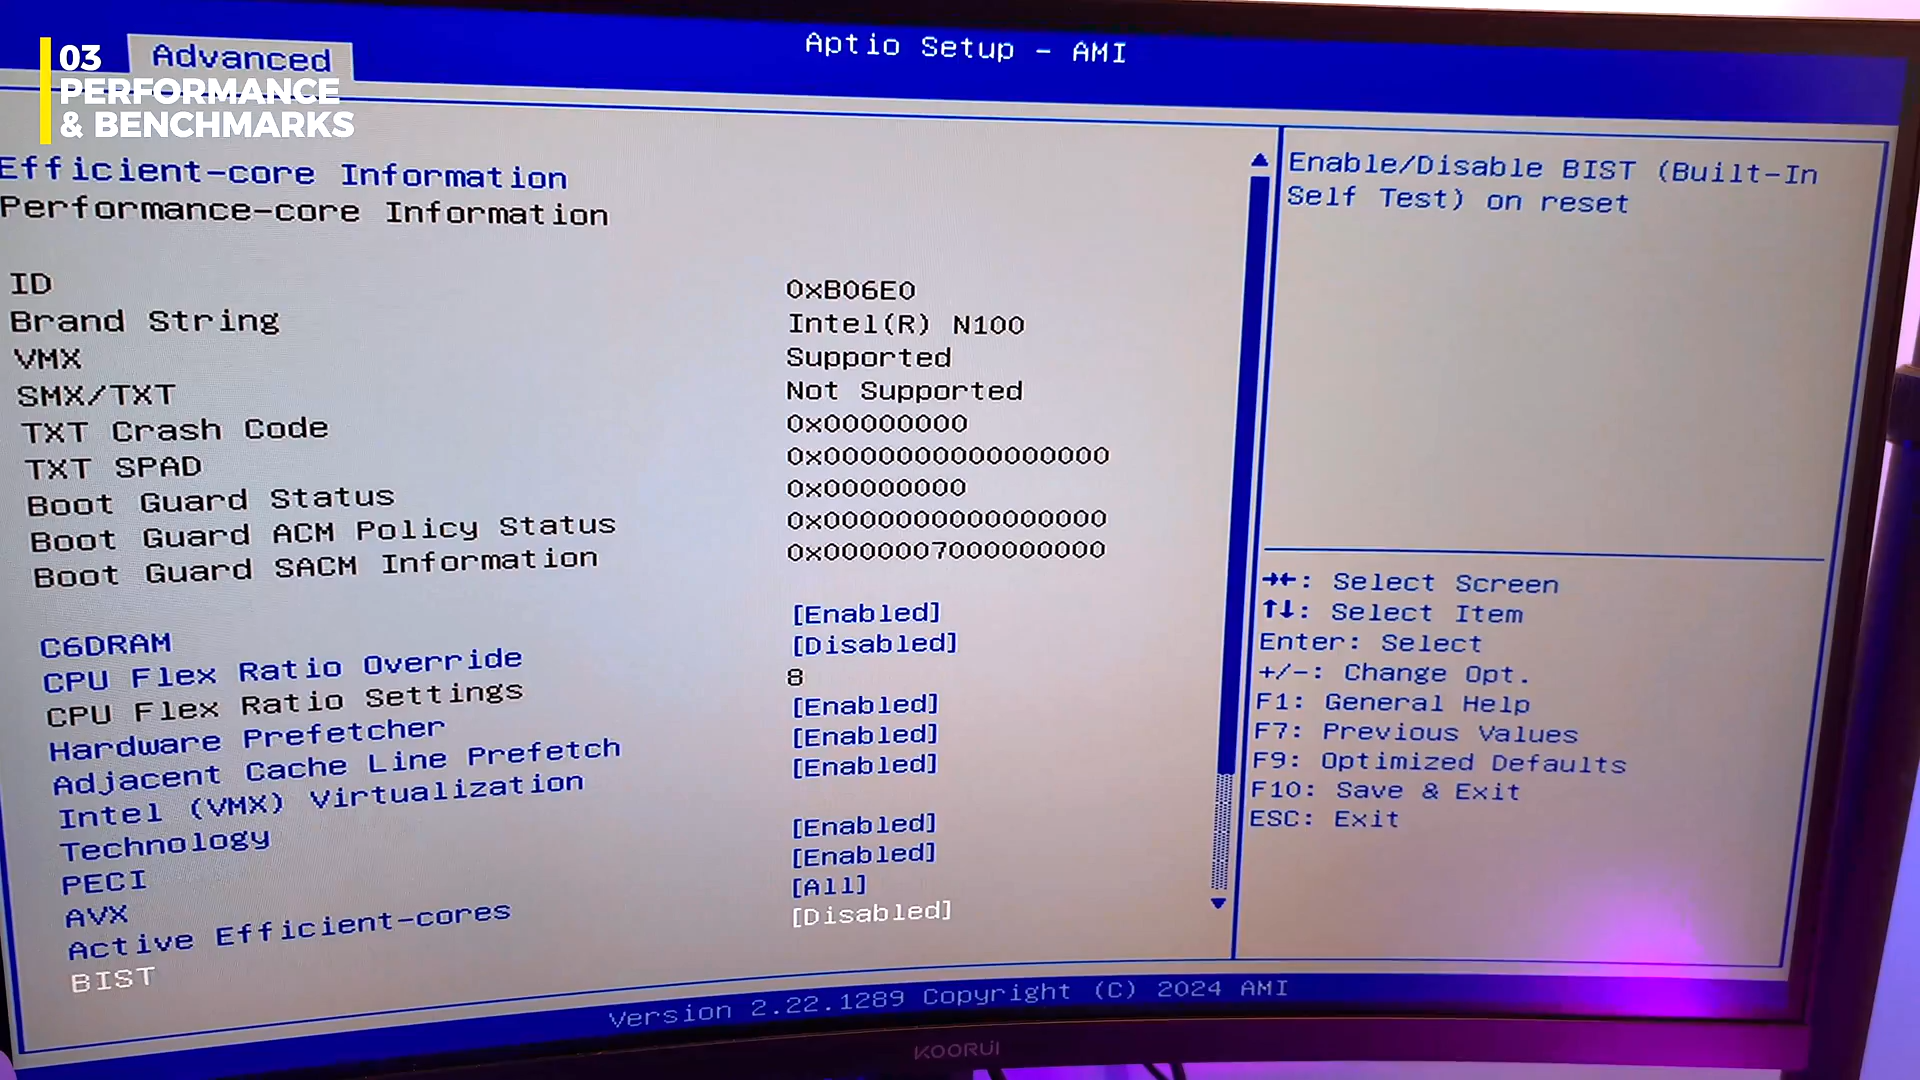 03
PERFORMANCE
& BENCHMARKS
Advanced
Aptio Setup - AMI
Efficient-core Information
Performance-core Information
ID 0xB06E0
Brand String Intel(R) N100
VMX Supported
SMX/TXT Not Supported
TXT Crash Code 0x00000000
TXT SPAD 0x0000000000000000
Boot Guard Status 0x00000000
Boot Guard ACM Policy Status 0x0000000000000000
Boot Guard SACM Information 0x0000007000000000
C6DRAM [Enabled]
CPU Flex Ratio Override [Disabled]
CPU Flex Ratio Settings 8
Hardware Prefetcher [Enabled]
Adjacent Cache Line Prefetch [Enabled]
Intel (VMX) Virtualization [Enabled]
Technology
PECI [Enabled]
AVX [Enabled]
Active Efficient-cores [All]
BIST [Disabled]
Enable/Disable BIST (Built-In
Self Test) on reset
→←: Select Screen
↑↓: Select Item
Enter: Select
+/-: Change Opt.
F1: General Help
F7: Previous Values
F9: Optimized Defaults
F10: Save & Exit
ESC: Exit
Version 2.22.1289 Copyright (C) 2024 AMI
KOORUI